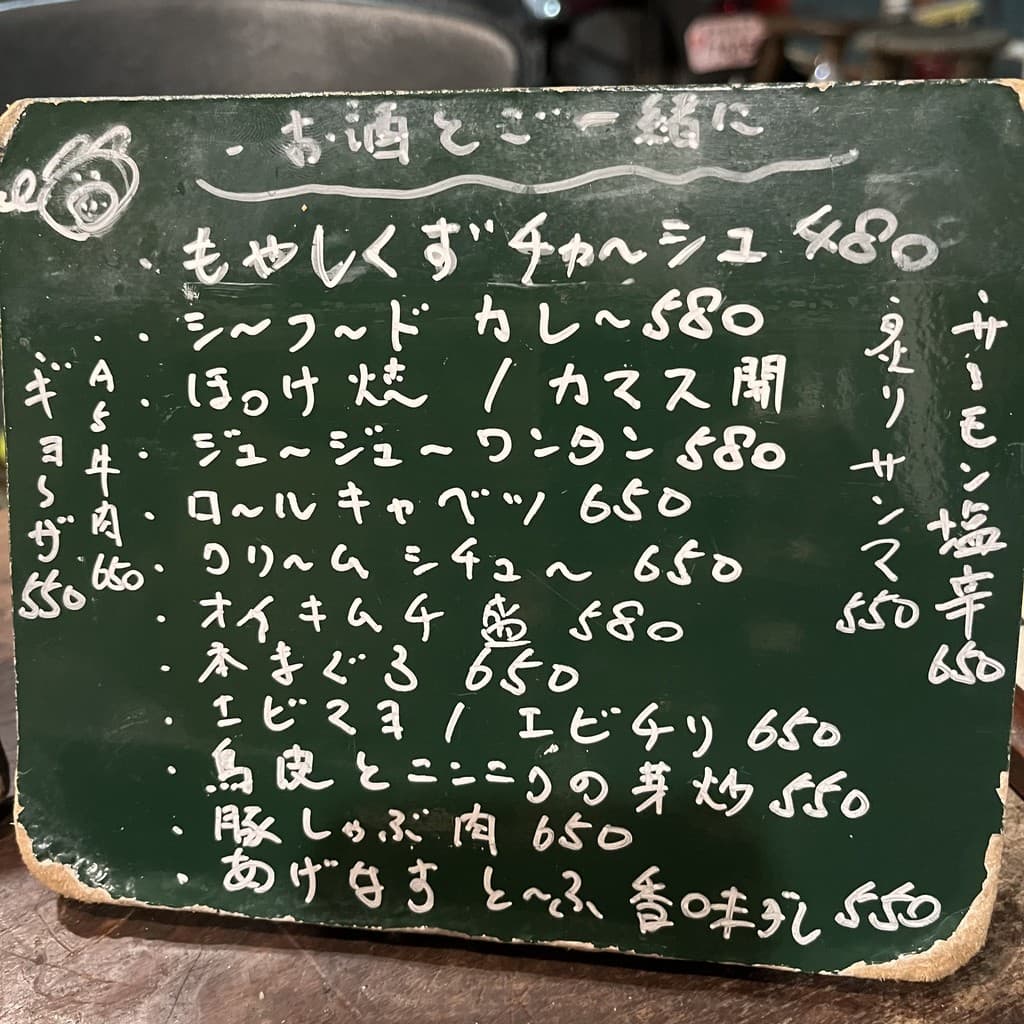 ・お酒とご一緒に
・もやしくずチャ～シュ 480
・シ～フ～ド カレ～580
・ほっけ焼 / カマス開
・ジュ～ジュ～ワンタン 580
・ロ～ルキャベツ 650
・クリ～ムシチュ～ 650
・オイキムチ盛 580
・本まぐろ 650
・エビマヨ / エビチリ 650
・鳥皮とニンニクの芽炒 550
・豚しゃぶ肉 650
・あげなす と～ふ 香味だし 550
・サーモン塩辛 650
・炙リサンマ 550
・A5牛肉 650
・ギョ～ザ 550